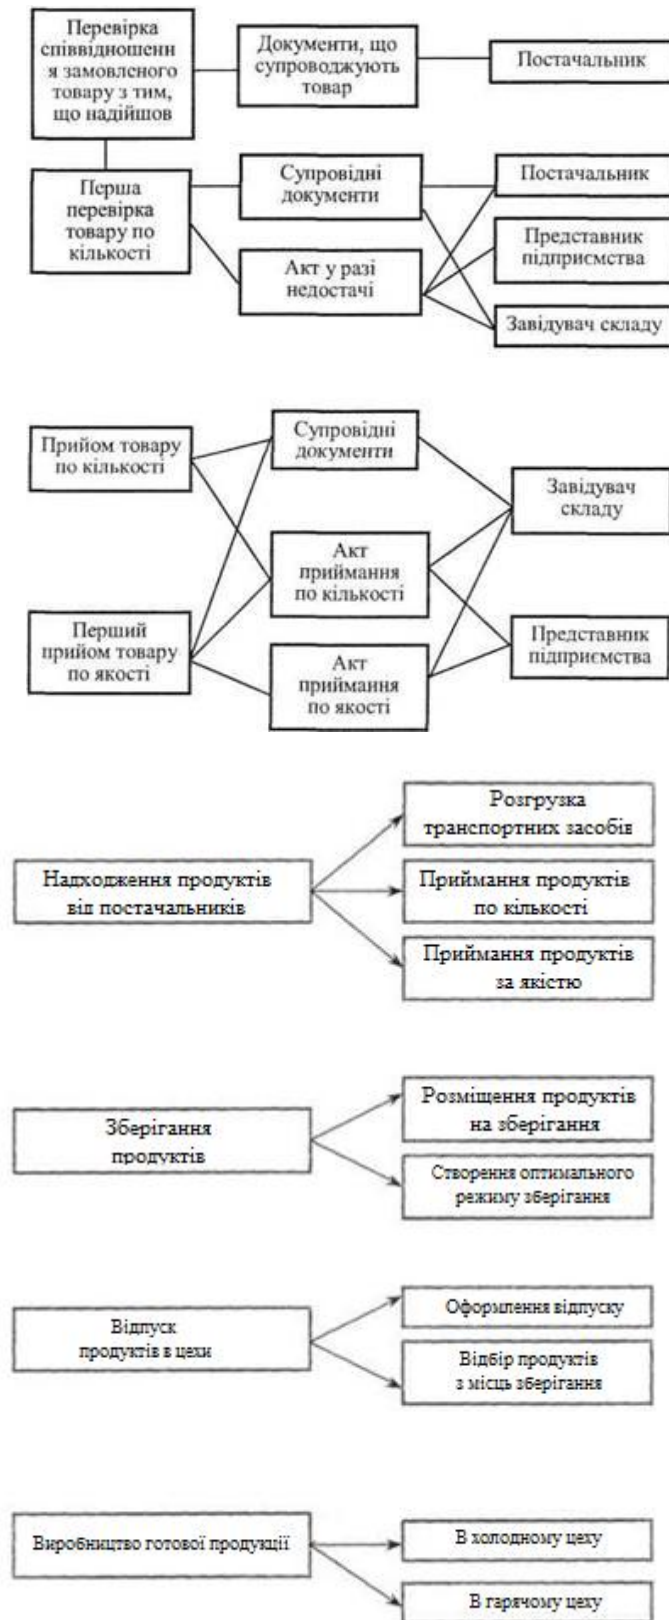 Перевірка
співвідношенн
я замовленого
товару з тим,
що надійшов
Документи, що
супроводжують
товар
Постачальник
Перша
перевірка
товару по
кількості
Супровідні
документи
Акт у разі
недостачі
Постачальник
Представник
підприємства
Завідувач складу
Прийом товару
по кількості
Супровідні
документи
Завідувач
складу
Акт
приймання
по кількості
Перший
прийом товару
по якості
Акт
приймання
по якості
Представник
підприємства
Надходження продуктів
від постачальників
Розгрузка
транспортних засобів
Приймання продуктів
по кількості
Приймання продуктів
за якістю
Зберігання
продуктів
Розміщення продуктів
на зберігання
Створення оптимального
режиму зберігання
Відпуск
продуктів в цехи
Оформлення відпуску
Відбір продуктів
з місць зберігання
Виробництво готової продукції
В холодному цеху
В гарячому цеху